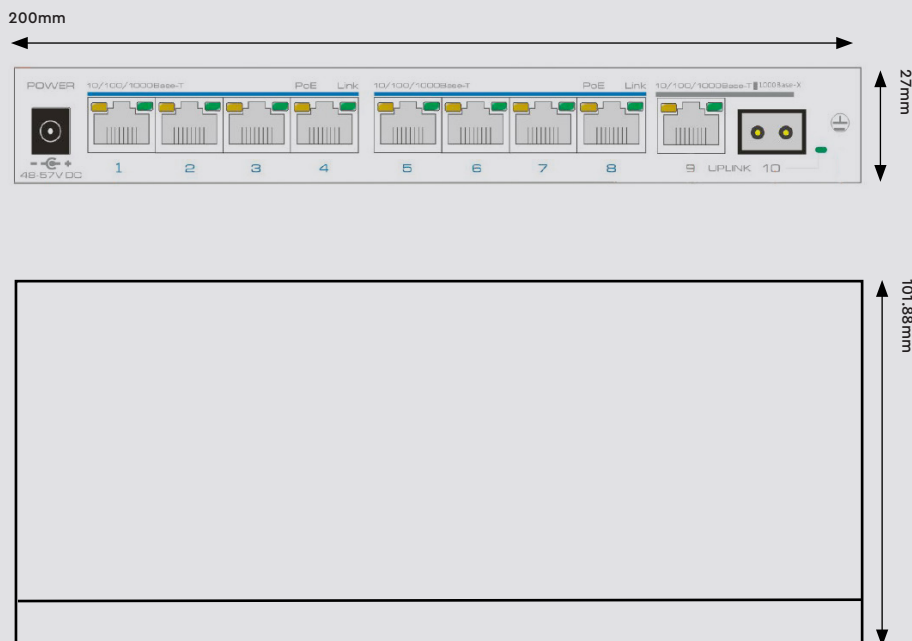 200mm
27mm
POWER
10/100/1000Base-T PoE Link
10/100/1000Base-T PoE Link
10/100/1000Base-T 1000Base-X
- +
48-57V DC
1 2 3 4 5 6 7 8 9 UPLINK 10
101.88mm